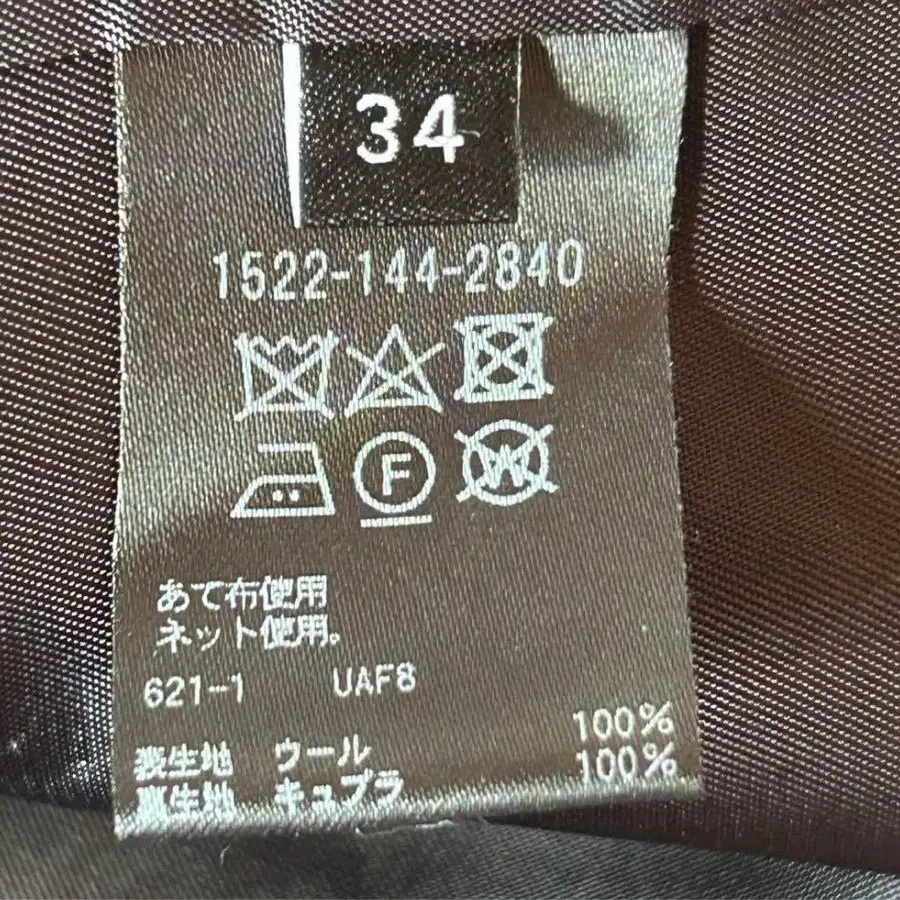 34
1522-144-2840
F W
あて布使用
ネット使用。
621-1 UAF8
表生地 ウール 100%
裏生地 キュプラ 100%